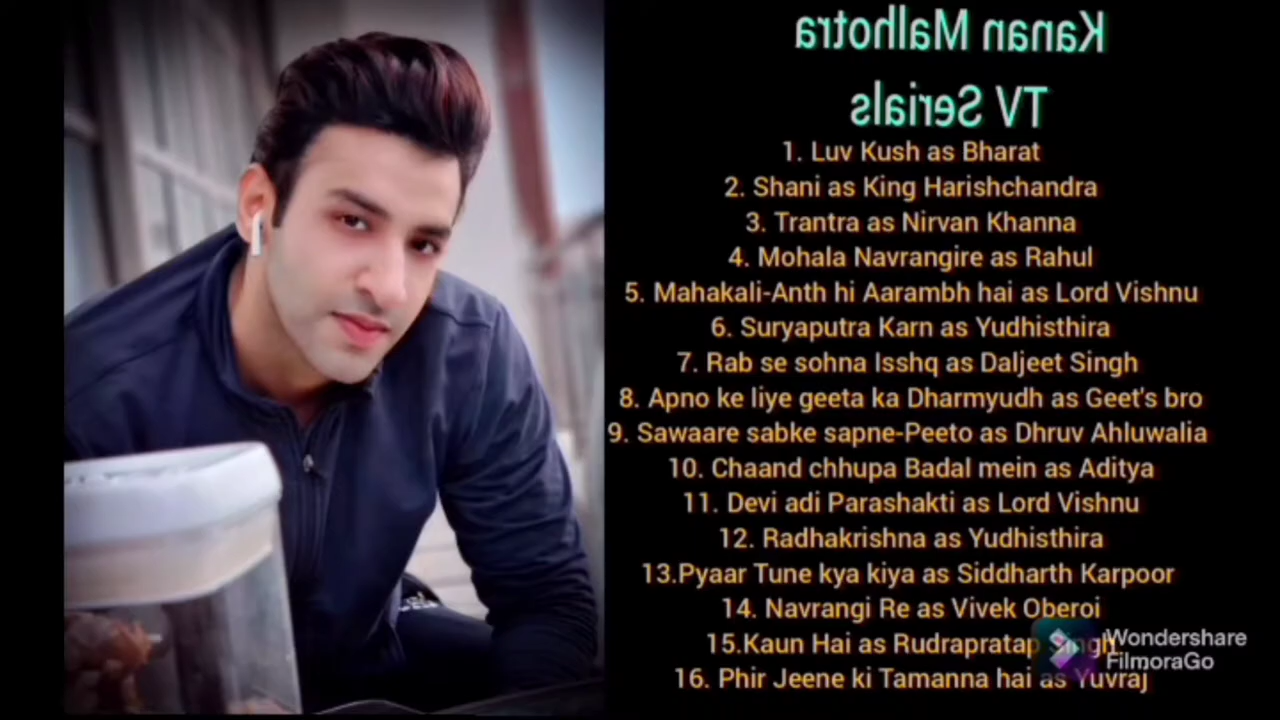 Kanan Malhotra
TV Serials
1. Luv Kush as Bharat
2. Shani as King Harishchandra
3. Trantra as Nirvan Khanna
4. Mohala Navrangire as Rahul
5. Mahakali-Anth hi Aarambh hai as Lord Vishnu
6. Suryaputra Karn as Yudhisthira
7. Rab se sohna Isshq as Daljeet Singh
8. Apno ke liye geeta ka Dharmyudh as Geet's bro
9. Sawaare sabke sapne-Peeto as Dhruv Ahluwalia
10. Chaand chhupa Badal mein as Aditya
11. Devi adi Parashakti as Lord Vishnu
12. Radhakrishna as Yudhisthira
13.Pyaar Tune kya kiya as Siddharth Karpoor
14. Navrangi Re as Vivek Oberoi
15.Kaun Hai as Rudrapratap Singh
16. Phir Jeene ki Tamanna hai as Yuvraj
Wondershare
FilmoraGo